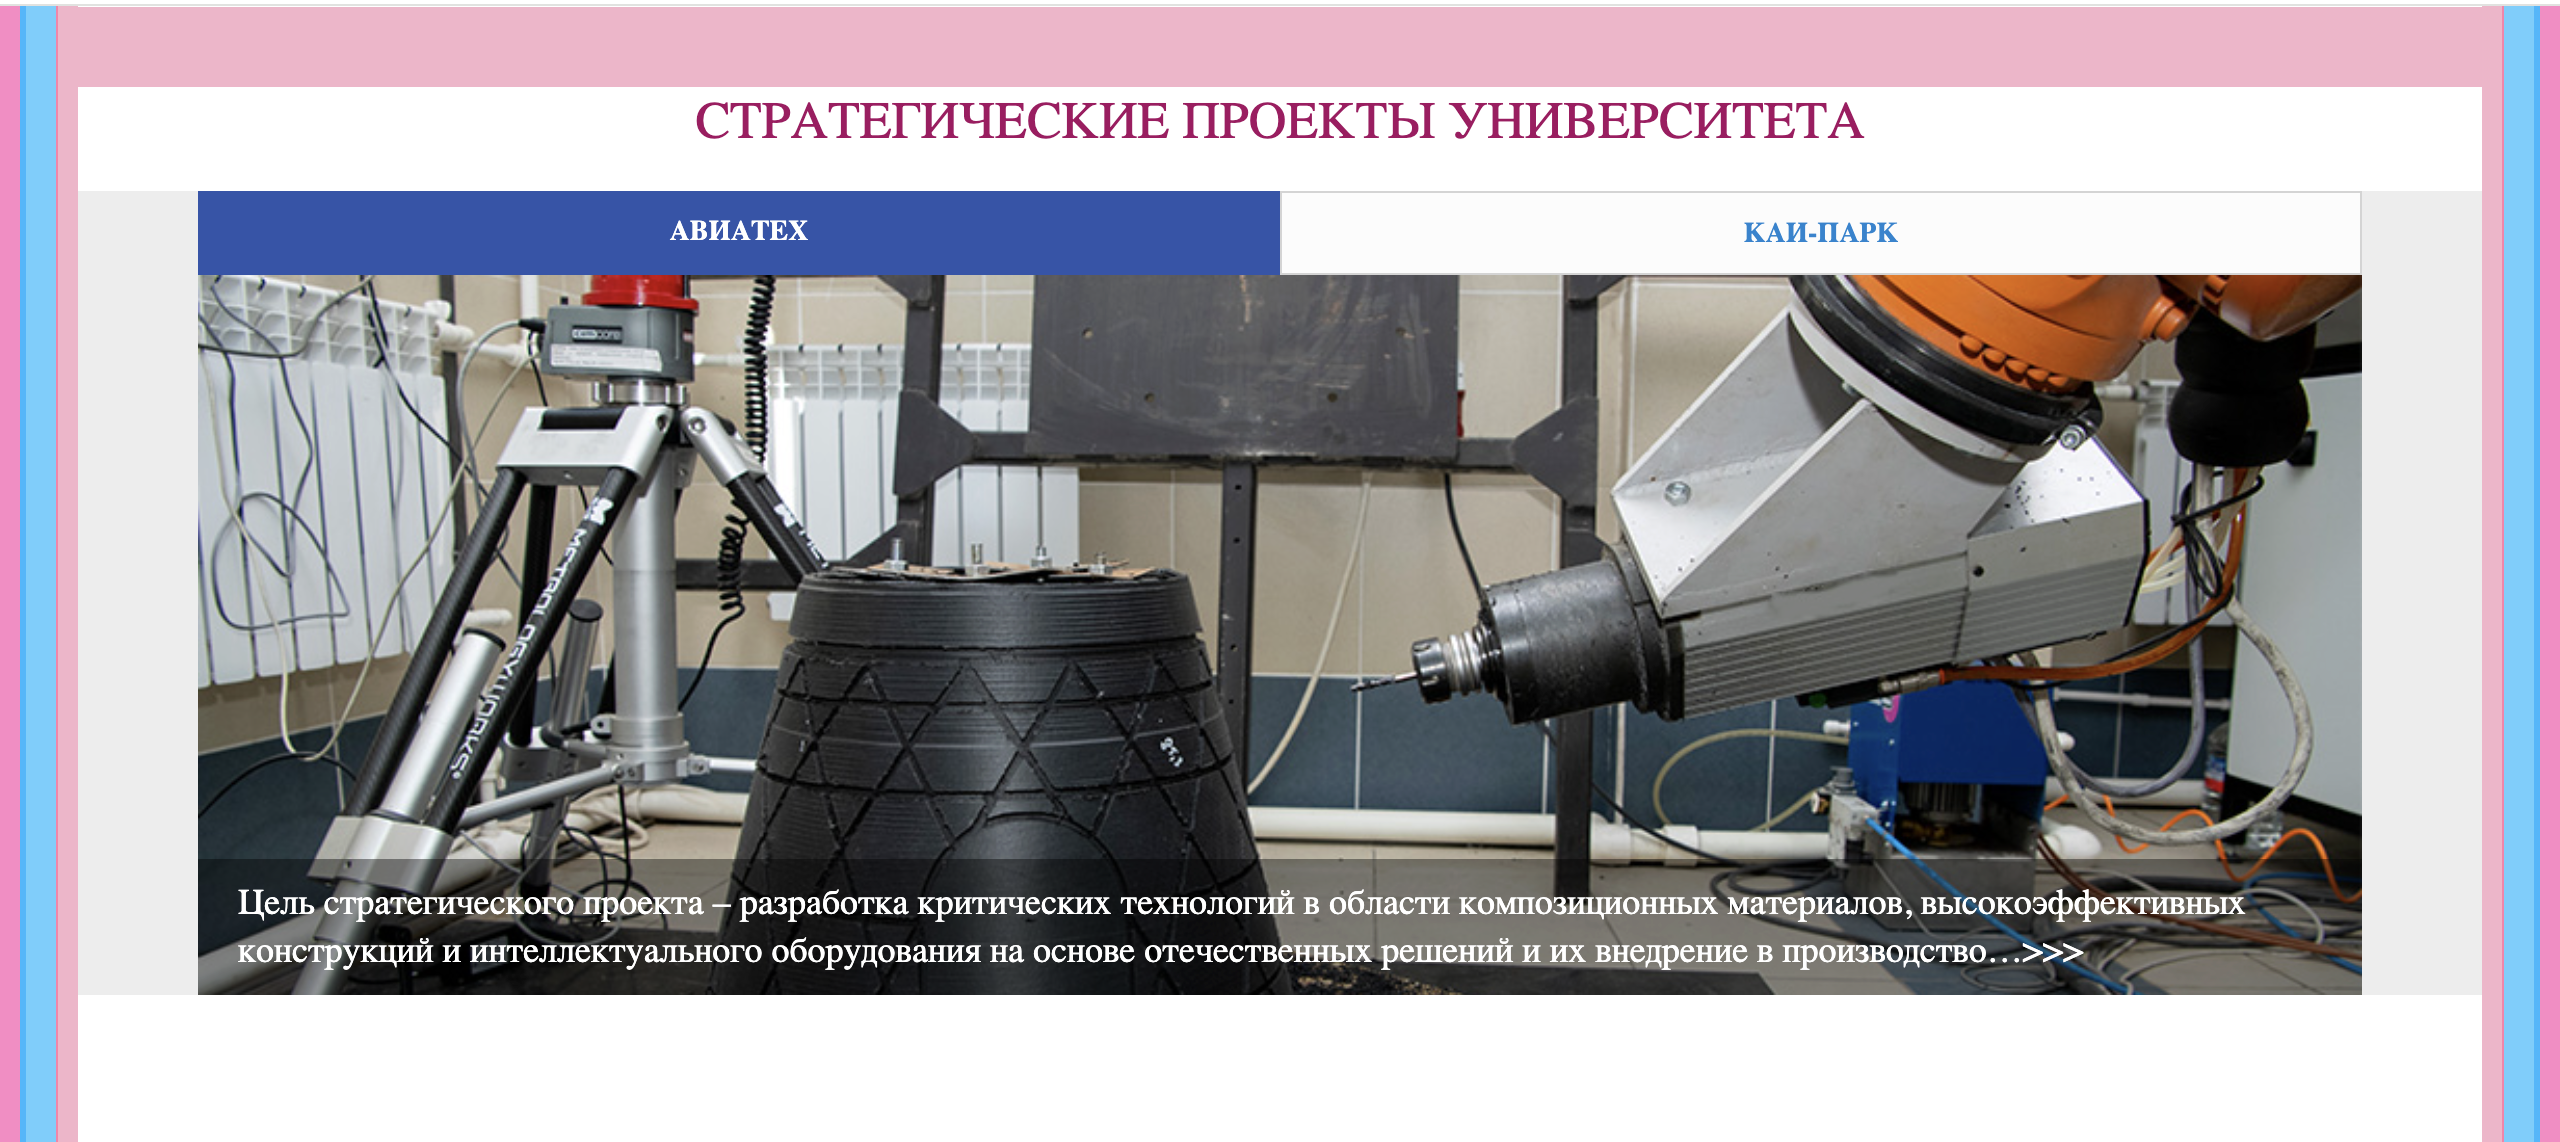 СТРАТЕГИЧЕСКИЕ ПРОЕКТЫ УНИВЕРСИТЕТА
АВИАТЕХ
КАИ-ПАРК
METROLOGYWORKS
Цель стратегического проекта – разработка критических технологий в области композиционных материалов, высокоэффективных
конструкций и интеллектуального оборудования на основе отечественных решений и их внедрение в производство…>>>